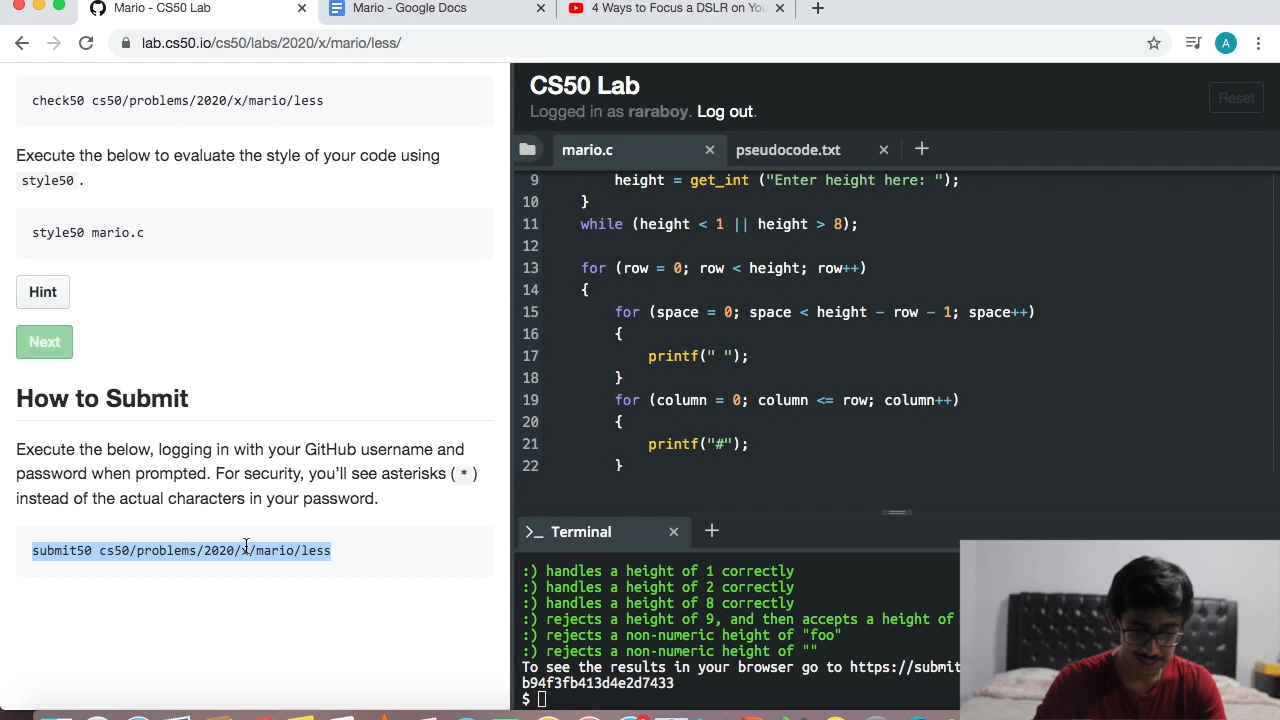 Mario - CS50 Lab
Mario - Google Docs
4 Ways to Focus a DSLR on You
lab.cs50.io/cs50/labs/2020/x/mario/less/
A
check50 cs50/problems/2020/x/mario/less
Execute the below to evaluate the style of your code using
style50 .
style50 mario.c
Hint
Next
How to Submit
Execute the below, logging in with your GitHub username and
password when prompted. For security, you’ll see asterisks ( * )
instead of the actual characters in your password.
submit50 cs50/problems/2020/x/mario/less
CS50 Lab
Logged in as raraboy. Log out.
Reset
mario.c
pseudocode.txt
9 height = get_int ("Enter height here: ");
10 }
11 while (height < 1 || height > 8);
12
13 for (row = 0; row < height; row++)
14 {
15 for (space = 0; space < height - row - 1; space++)
16 {
17 printf(" ");
18 }
19 for (column = 0; column <= row; column++)
20 {
21 printf("#");
22 }
>_ Terminal
:) handles a height of 1 correctly
:) handles a height of 2 correctly
:) handles a height of 8 correctly
:) rejects a height of 9, and then accepts a height of
:) rejects a non-numeric height of "foo"
:) rejects a non-numeric height of ""
To see the results in your browser go to https://submit
b94f3fb413d4e2d7433
$